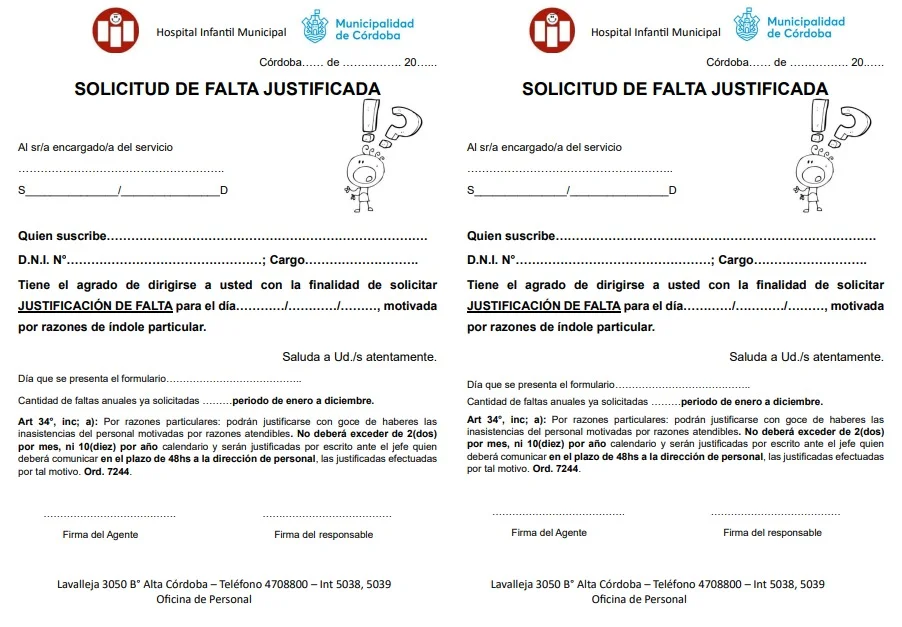 Hospital Infantil Municipal
Municipalidad
de Córdoba
Córdoba…… de …………….. 20…...
SOLICITUD DE FALTA JUSTIFICADA
Al sr/a encargado/a del servicio
……………………………………………..
S_______________/________________D
Quien suscribe……………………………………………………………………………
D.N.I. N°……………………………………………; Cargo……………………….
Tiene el agrado de dirigirse a usted con la finalidad de solicitar
JUSTIFICACIÓN DE FALTA para el día…………/…………/………, motivada
por razones de índole particular.
Saluda a Ud./s atentamente.
Día que se presenta el formulario…………………………………..
Cantidad de faltas anuales ya solicitadas ………periodo de enero a diciembre.
Art 34°, inc; a): Por razones particulares: podrán justificarse con goce de haberes las
inasistencias del personal motivadas por razones atendibles. No deberá exceder de 2(dos)
por mes, ni 10(diez) por año calendario y serán justificadas por escrito ante el jefe quien
deberá comunicar en el plazo de 48hs a la dirección de personal, las justificadas efectuadas
por tal motivo. Ord. 7244.
………………………………… …………………………………
Firma del Agente Firma del responsable
Lavalleja 3050 B° Alta Córdoba – Teléfono 4708800 – Int 5038, 5039
Oficina de Personal
Hospital Infantil Municipal
Municipalidad
de Córdoba
Córdoba…… de …………….. 20…...
SOLICITUD DE FALTA JUSTIFICADA
Al sr/a encargado/a del servicio
……………………………………………..
S_______________/________________D
Quien suscribe……………………………………………………………………………
D.N.I. N°……………………………………………; Cargo……………………….
Tiene el agrado de dirigirse a usted con la finalidad de solicitar
JUSTIFICACIÓN DE FALTA para el día…………/…………/………, motivada
por razones de índole particular.
Saluda a Ud./s atentamente.
Día que se presenta el formulario…………………………………..
Cantidad de faltas anuales ya solicitadas ………periodo de enero a diciembre.
Art 34°, inc; a): Por razones particulares: podrán justificarse con goce de haberes las
inasistencias del personal motivadas por razones atendibles. No deberá exceder de 2(dos)
por mes, ni 10(diez) por año calendario y serán justificadas por escrito ante el jefe quien
deberá comunicar en el plazo de 48hs a la dirección de personal, las justificadas efectuadas
por tal motivo. Ord. 7244.
………………………………… …………………………………
Firma del Agente Firma del responsable
Lavalleja 3050 B° Alta Córdoba – Teléfono 4708800 – Int 5038, 5039
Oficina de Personal